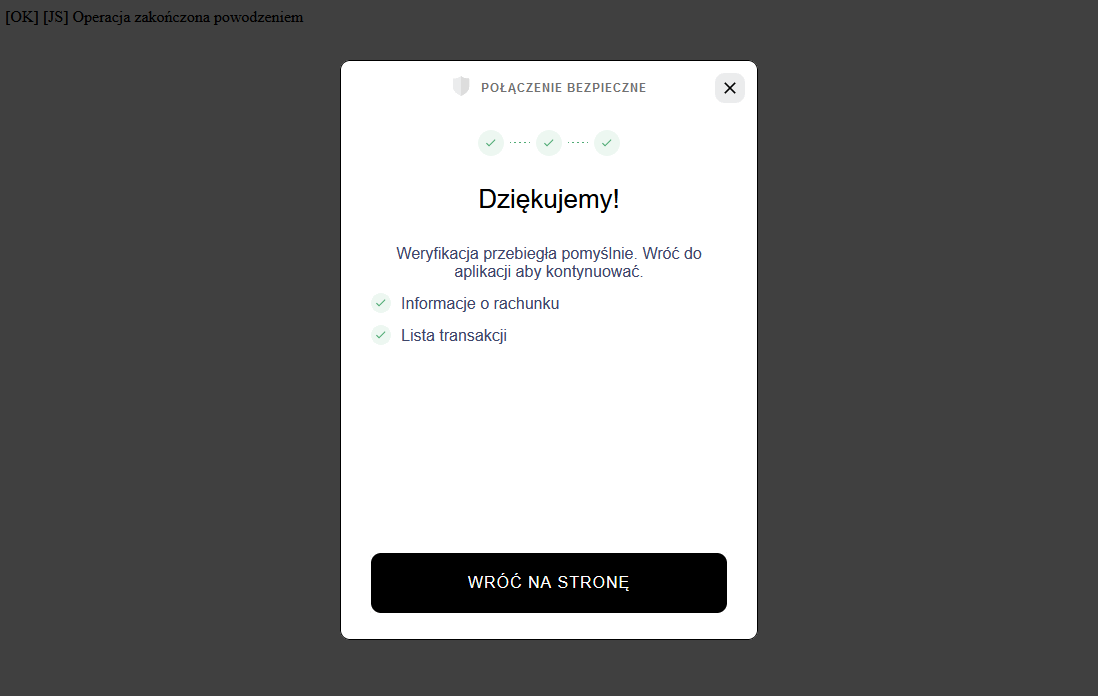 [OK] [JS] Operacja zakończona powodzeniem
POŁĄCZENIE BEZPIECZNE
Dziękujemy!
Weryfikacja przebiegła pomyślnie. Wróć do
aplikacji aby kontynuować.
Informacje o rachunku
Lista transakcji
WRÓĆ NA STRONĘ